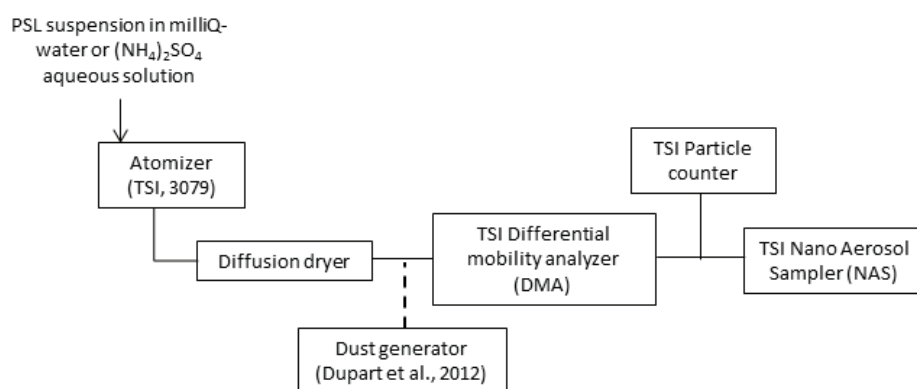 PSL suspension in milliQ-
water or (NH₄)₂SO₄
aqueous solution
Atomizer
(TSI, 3079)
Diffusion dryer
TSI Differential
mobility analyzer
(DMA)
TSI Particle
counter
TSI Nano Aerosol
Sampler (NAS)
Dust generator
(Dupart et al., 2012)